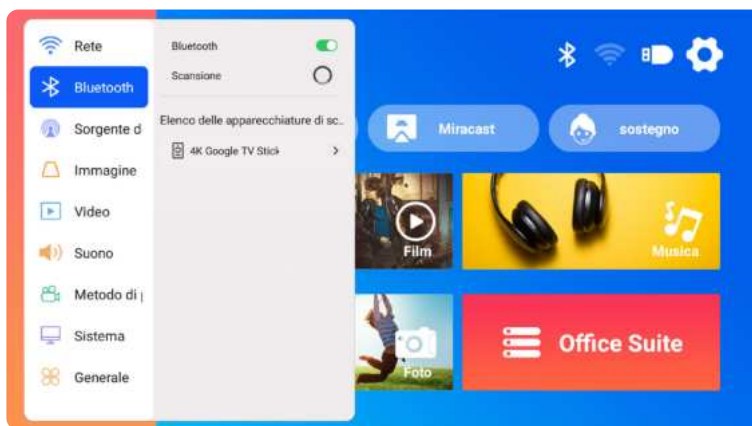 Rete
Bluetooth
Sorgente d
Immagine
Video
Suono
Metodo di
Sistema
Generale
Bluetooth
Scansione
Elenco delle apparecchiature di sc..
4K Google TV Stick
Miracast
sostegno
Film
Musica
Foto
Office Suite